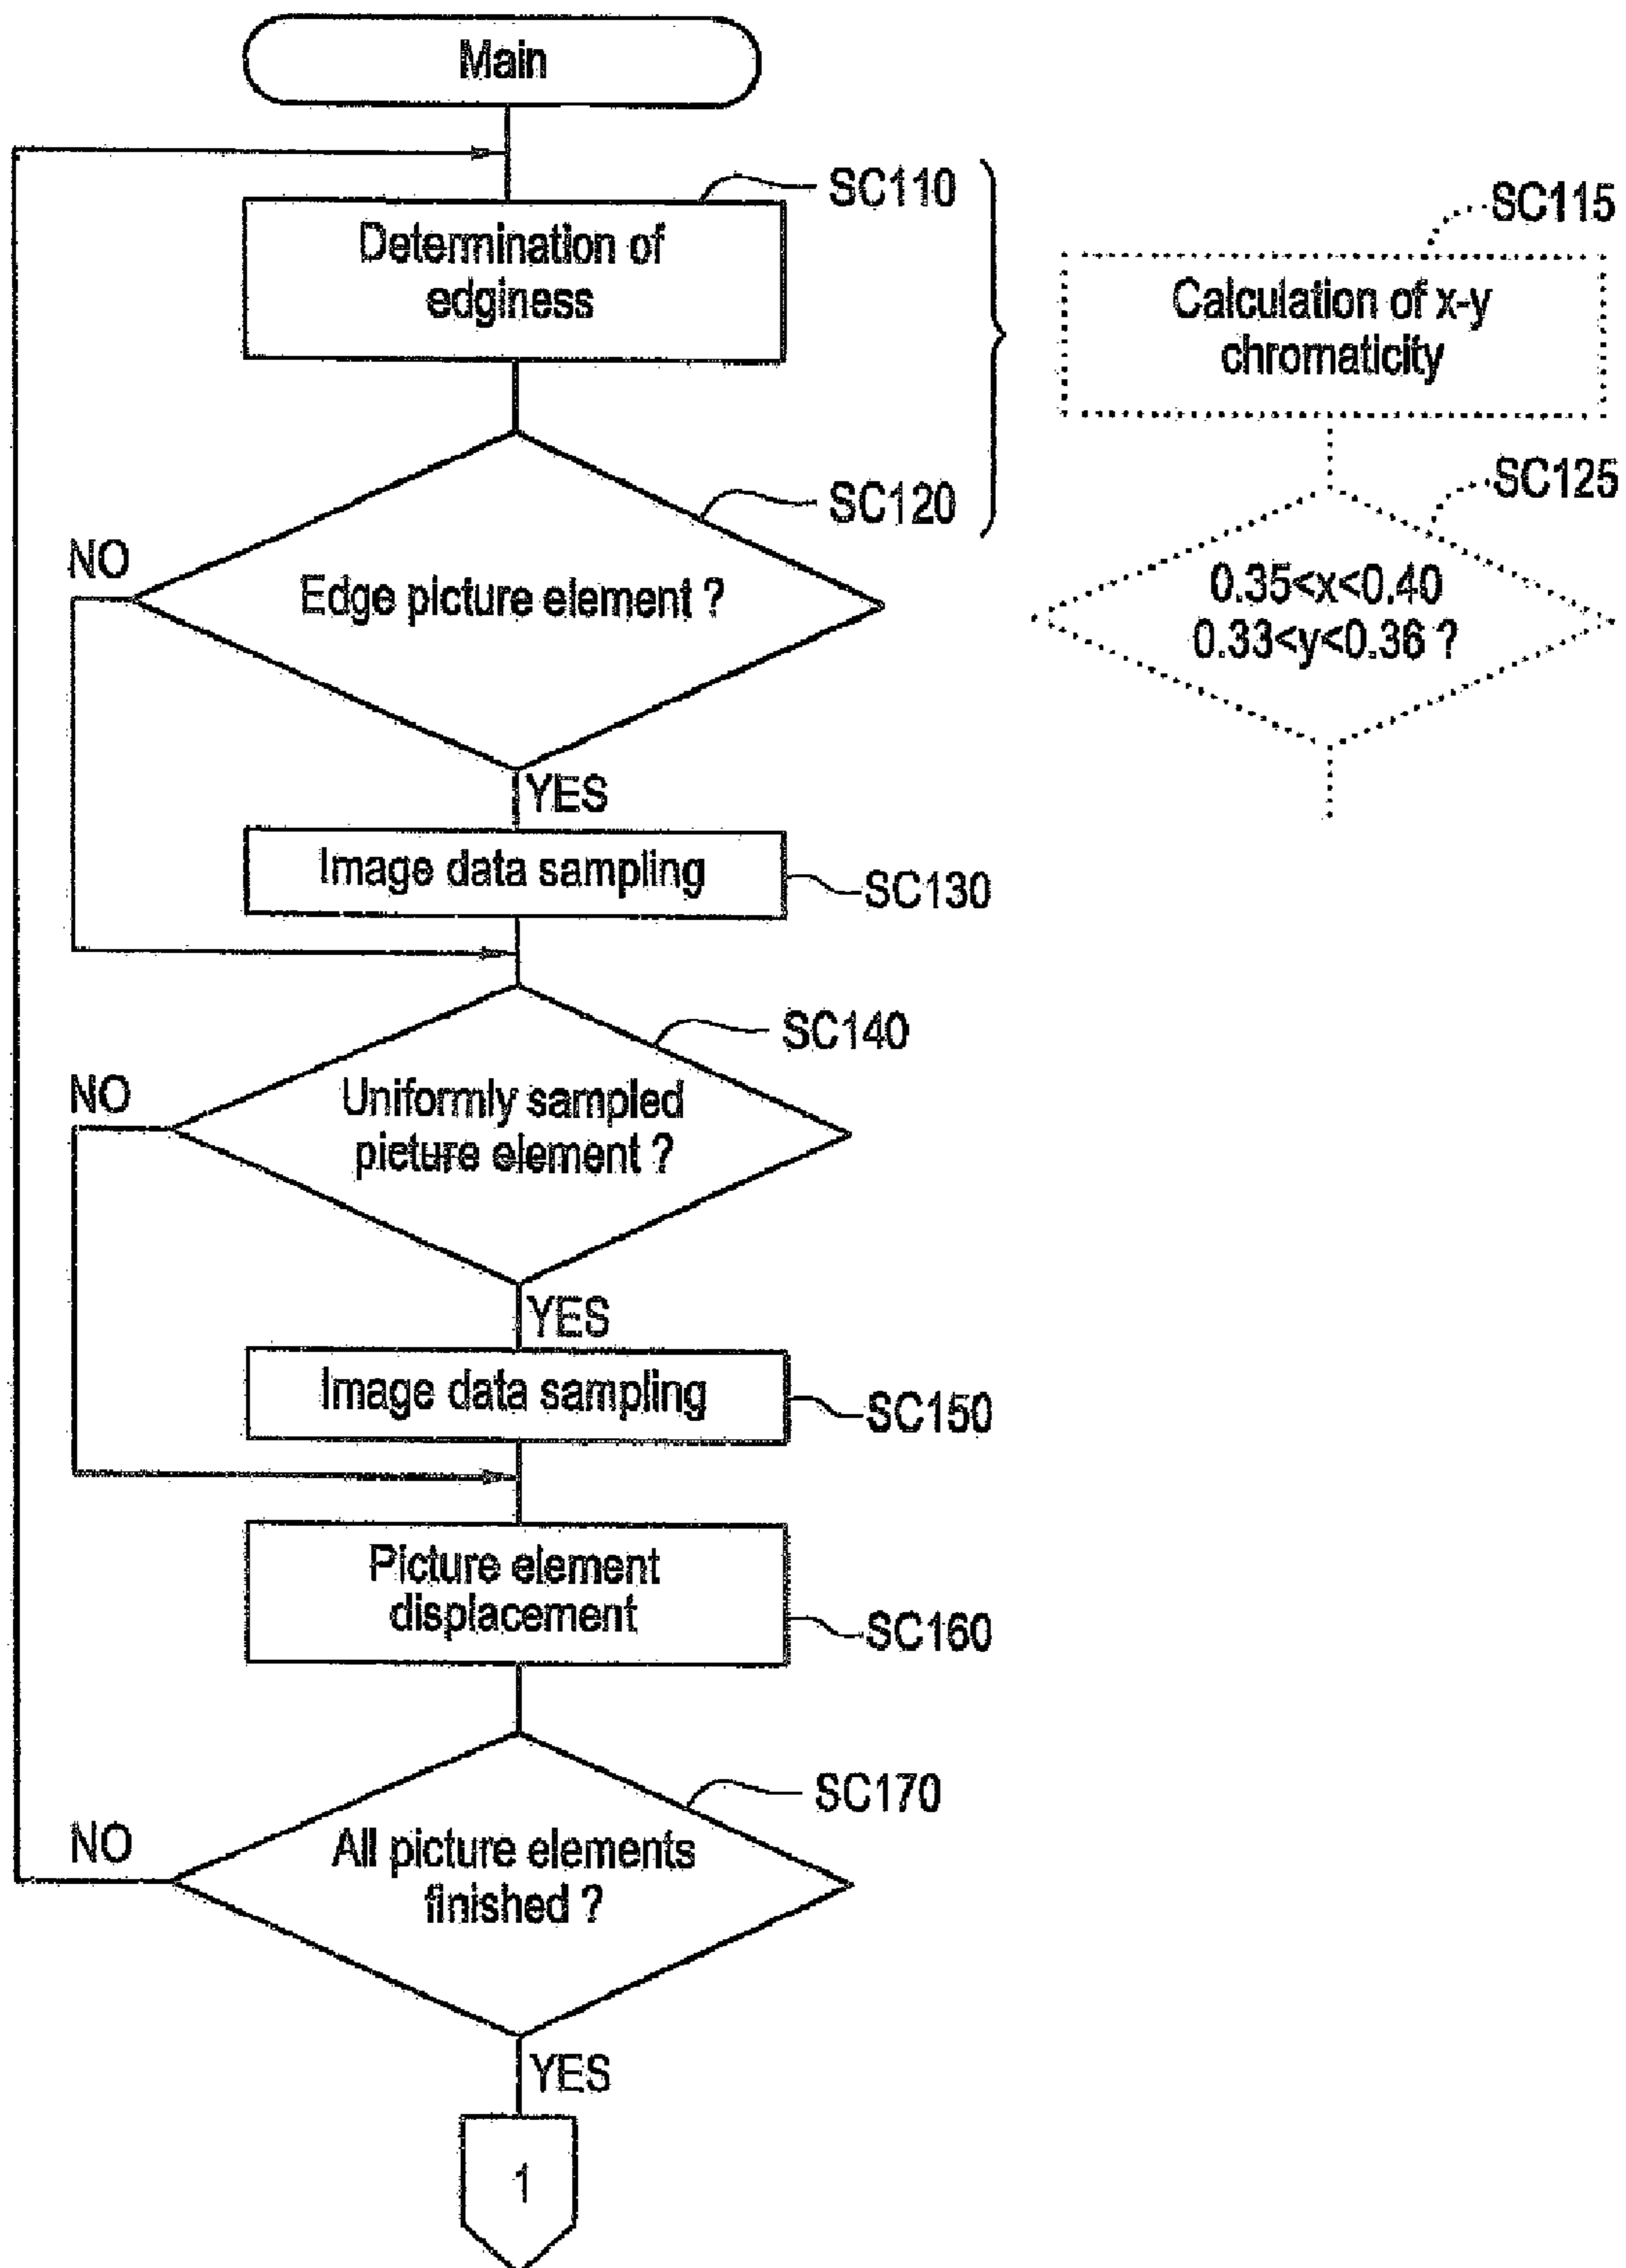 Main
SC110
Determination of
edginess
SC120
NO
Edge picture element ?
YES
Image data sampling
SC130
SC140
NO
Uniformly sampled
picture element ?
YES
Image data sampling
SC150
Picture element
displacement
SC160
SC170
NO
All picture elements
finished ?
YES
1
SC115
Calculation of x-y
chromaticity
SC125
0.35<x<0.40
0.33<y<0.36 ?